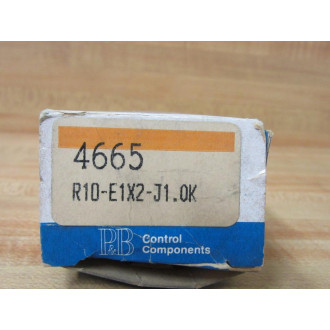 4665
R10-E1X2-J1.0K
P&B Control
Components